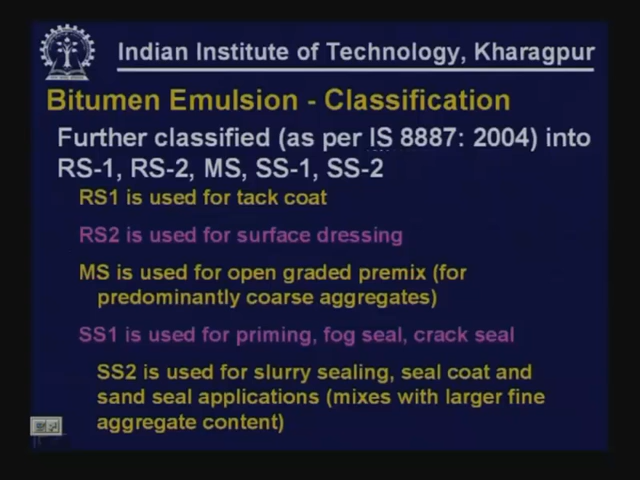 Indian Institute of Technology, Kharagpur
Bitumen Emulsion - Classification
Further classified (as per IS 8887: 2004) into
RS-1, RS-2, MS, SS-1, SS-2
RS1 is used for tack coat
RS2 is used for surface dressing
MS is used for open graded premix (for
predominantly coarse aggregates)
SS1 is used for priming, fog seal, crack seal
SS2 is used for slurry sealing, seal coat and
sand seal applications (mixes with larger fine
aggregate content)